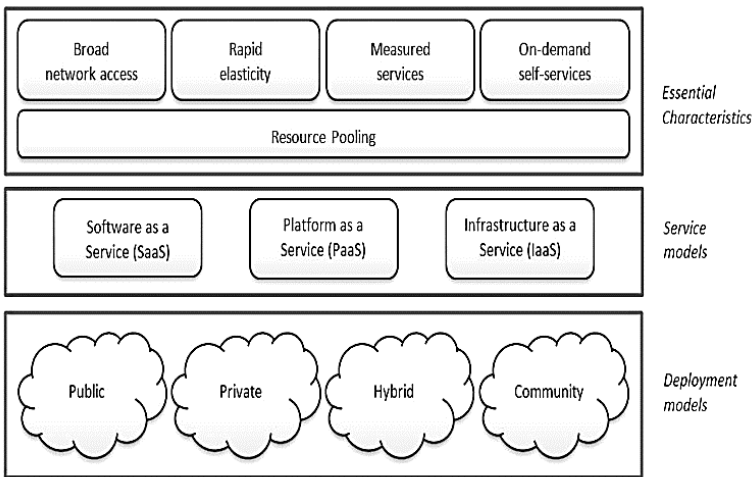 Broad
network access
Rapid
elasticity
Measured
services
On-demand
self-services
Resource Pooling
Essential
Characteristics
Software as a
Service (SaaS)
Platform as a
Service (PaaS)
Infrastructure as a
Service (IaaS)
Service
models
Public
Private
Hybrid
Community
Deployment
models